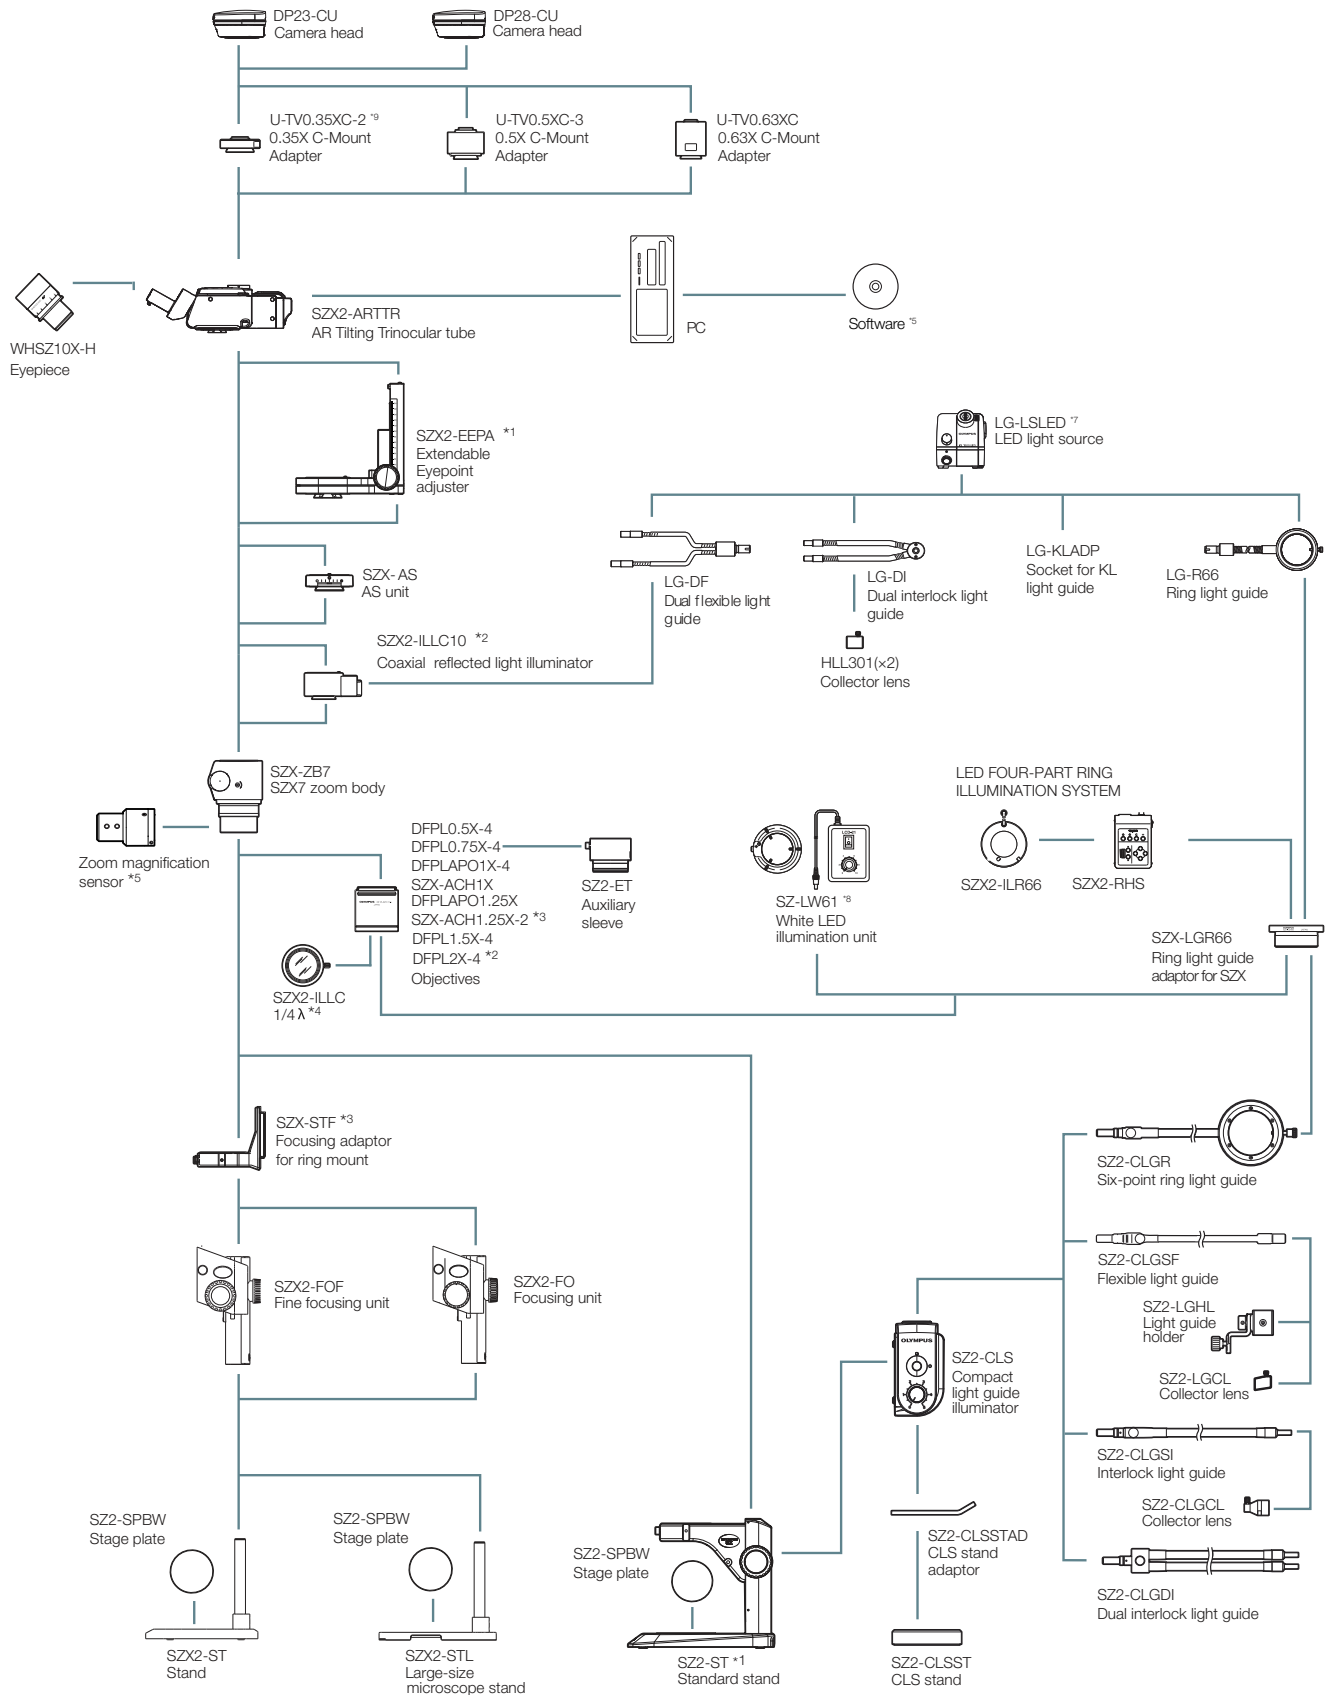 DP23-CU
Camera head
DP28-CU
Camera head
U-TV0.35XC-2 *9
0.35X C-Mount
Adapter
U-TV0.5XC-3
0.5X C-Mount
Adapter
U-TV0.63XC
0.63X C-Mount
Adapter
WHSZ10X-H
Eyepiece
SZX2-ARTTR
AR Tilting Trinocular tube
PC
Software *5
SZX2-EEPA *1
Extendable
Eyepoint
adjuster
LG-LSLED *7
LED light source
OLYMPUS
SZX-AS
AS unit
LG-DF
Dual flexible light
guide
LG-DI
Dual interlock light
guide
LG-KLADP
Socket for KL
light guide
LG-R66
Ring light guide
SZX2-ILLC10 *2
Coaxial reflected light illuminator
HLL301(×2)
Collector lens
SZX-ZB7
SZX7 zoom body
Zoom magnification
sensor *5
DFPL0.5X-4
DFPL0.75X-4
DFPLAPO1X-4
SZX-ACH1X
DFPLAPO1.25X
SZX-ACH1.25X-2 *3
DFPL1.5X-4
DFPL2X-4 *2
Objectives
SZ2-ET
Auxiliary
sleeve
SZX2-ILLC
1/4 λ *4
LED FOUR-PART RING
ILLUMINATION SYSTEM
SZX2-ILR66
SZX2-RHS
SZ-LW61 *8
White LED
illumination unit
SZX-LGR66
Ring light guide
adaptor for SZX
SZX-STF *3
Focusing adaptor
for ring mount
SZ2-CLGR
Six-point ring light guide
SZX2-FOF
Fine focusing unit
SZX2-FO
Focusing unit
SZ2-CLGSF
Flexible light guide
SZ2-LGHL
Light guide
holder
SZ2-LGCL
Collector lens
OLYMPUS
SZ2-CLS
Compact
light guide
illuminator
SZ2-CLGSI
Interlock light guide
SZ2-CLGCL
Collector lens
SZ2-SPBW
Stage plate
SZ2-SPBW
Stage plate
SZ2-SPBW
Stage plate
SZ2-CLSSTAD
CLS stand
adaptor
SZ2-CLGDI
Dual interlock light guide
SZX2-ST
Stand
SZX2-STL
Large-size
microscope stand
SZ2-ST *1
Standard stand
SZ2-CLSST
CLS stand